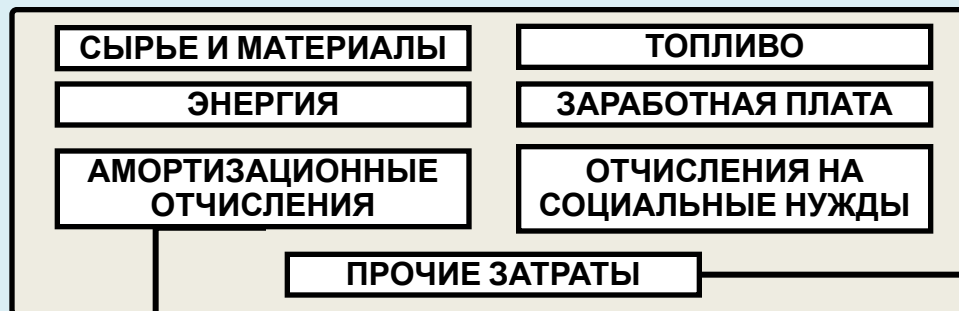 СЫРЬЕ И МАТЕРИАЛЫ
ТОПЛИВО
ЭНЕРГИЯ
ЗАРАБОТНАЯ ПЛАТА
АМОРТИЗАЦИОННЫЕ
ОТЧИСЛЕНИЯ
ОТЧИСЛЕНИЯ НА
СОЦИАЛЬНЫЕ НУЖДЫ
ПРОЧИЕ ЗАТРАТЫ